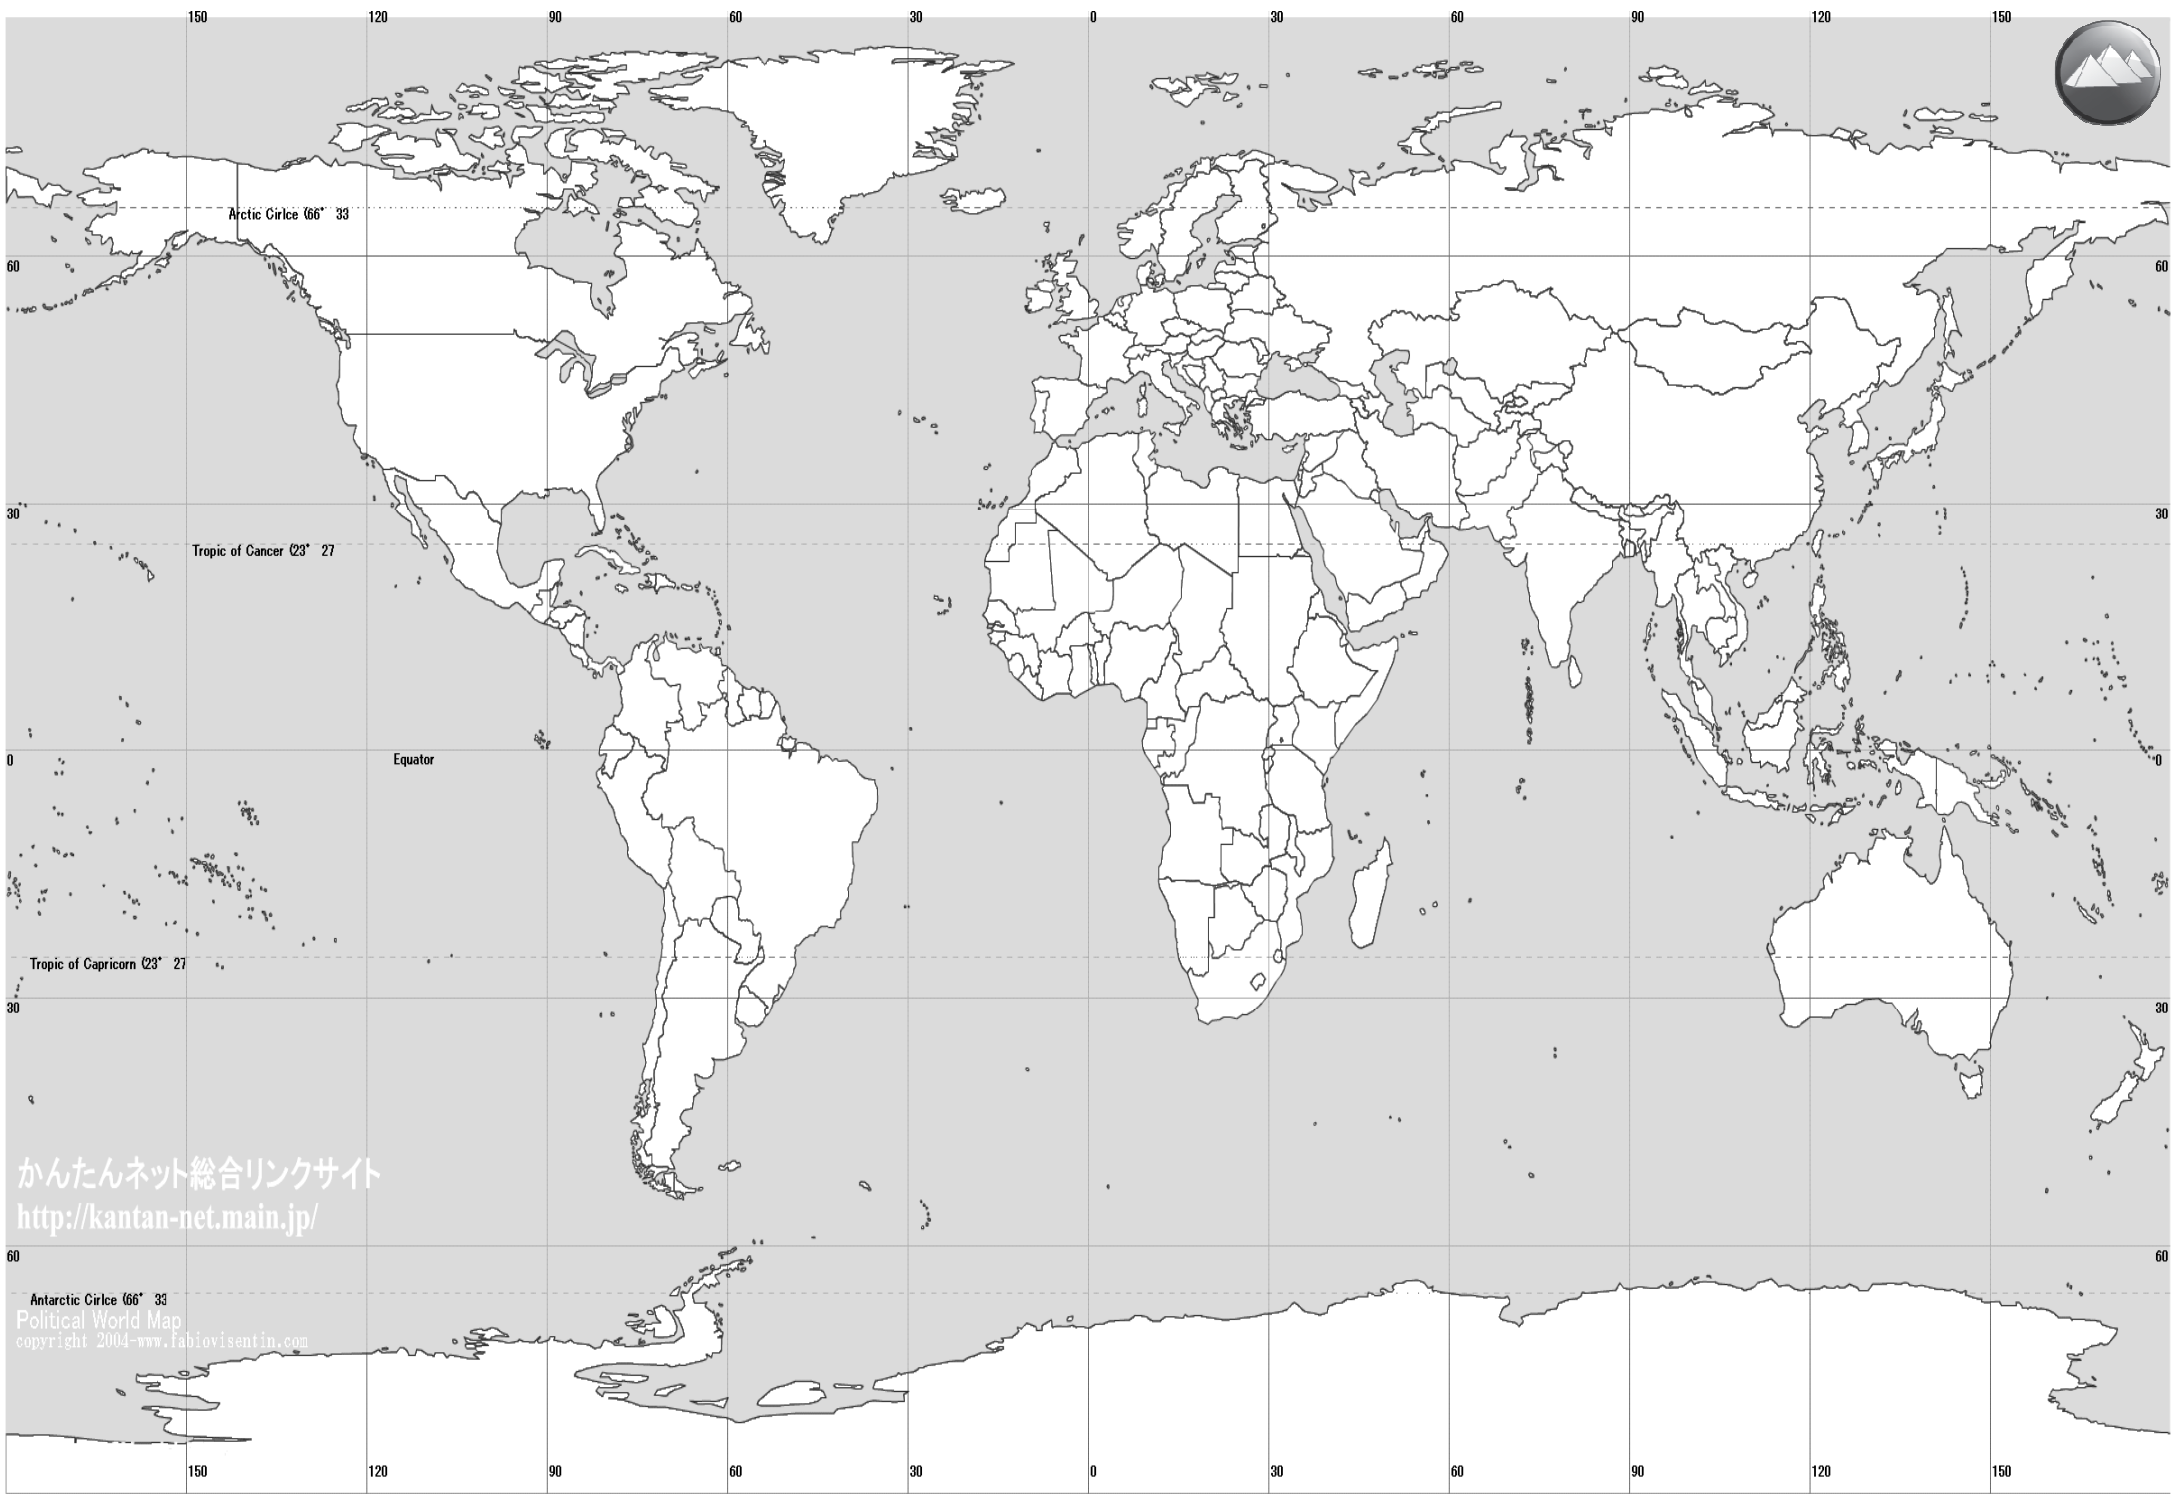 150 120 90 60 30 0 30 60 90 120 150
Arctic Cirlce (66° 33
60 60
30 30
Tropic of Cancer (23° 27
0 Equator 0
Tropic of Capricorn (23° 27
30 30
かんたんネット総合リンクサイト
http://kantan-net.main.jp/
60 60
Antarctic Cirlce (66° 33
Political World Map
copyright 2004-www.fabiovisentin.com
150 120 90 60 30 0 30 60 90 120 150